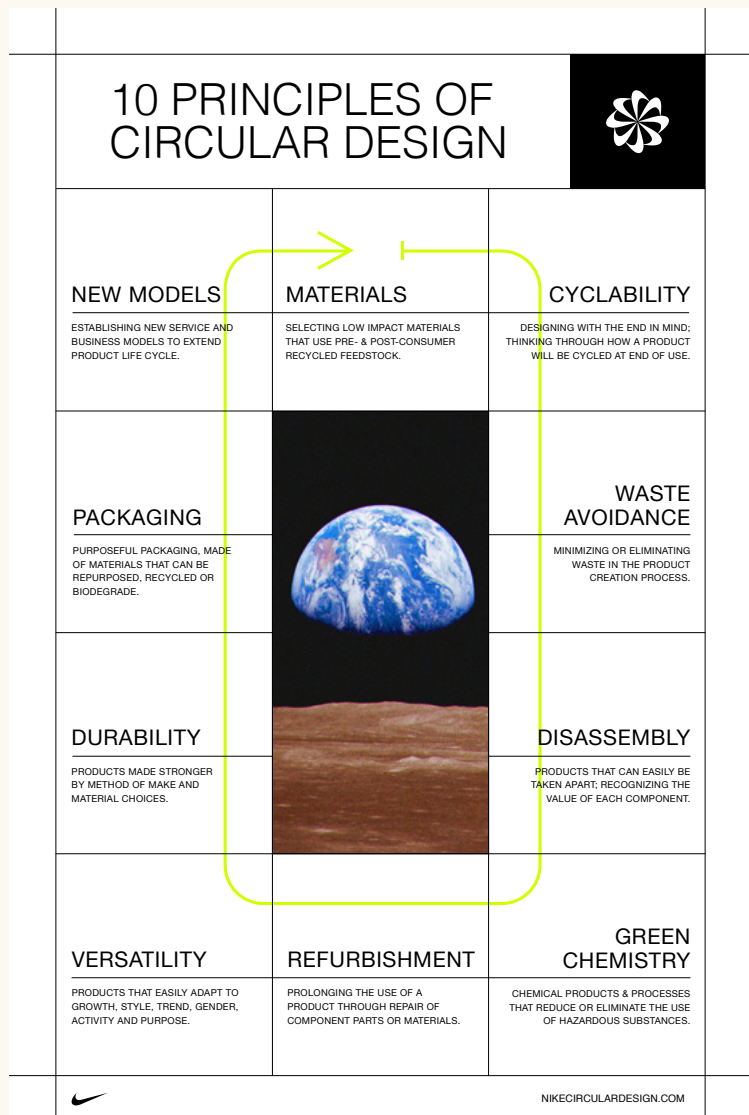 10 PRINCIPLES OF
CIRCULAR DESIGN
NEW MODELS
ESTABLISHING NEW SERVICE AND
BUSINESS MODELS TO EXTEND
PRODUCT LIFE CYCLE.
MATERIALS
SELECTING LOW IMPACT MATERIALS
THAT USE PRE- & POST-CONSUMER
RECYCLED FEEDSTOCK.
CYCLABILITY
DESIGNING WITH THE END IN MIND;
THINKING THROUGH HOW A PRODUCT
WILL BE CYCLED AT END OF USE.
PACKAGING
PURPOSEFUL PACKAGING, MADE
OF MATERIALS THAT CAN BE
REPURPOSED, RECYCLED OR
BIODEGRADE.
WASTE
AVOIDANCE
MINIMIZING OR ELIMINATING
WASTE IN THE PRODUCT
CREATION PROCESS.
DURABILITY
PRODUCTS MADE STRONGER
BY METHOD OF MAKE AND
MATERIAL CHOICES.
DISASSEMBLY
PRODUCTS THAT CAN EASILY BE
TAKEN APART; RECOGNIZING THE
VALUE OF EACH COMPONENT.
VERSATILITY
PRODUCTS THAT EASILY ADAPT TO
GROWTH, STYLE, TREND, GENDER,
ACTIVITY AND PURPOSE.
REFURBISHMENT
PROLONGING THE USE OF A
PRODUCT THROUGH REPAIR OF
COMPONENT PARTS OR MATERIALS.
GREEN
CHEMISTRY
CHEMICAL PRODUCTS & PROCESSES
THAT REDUCE OR ELIMINATE THE USE
OF HAZARDOUS SUBSTANCES.
NIKECIRCULARDESIGN.COM